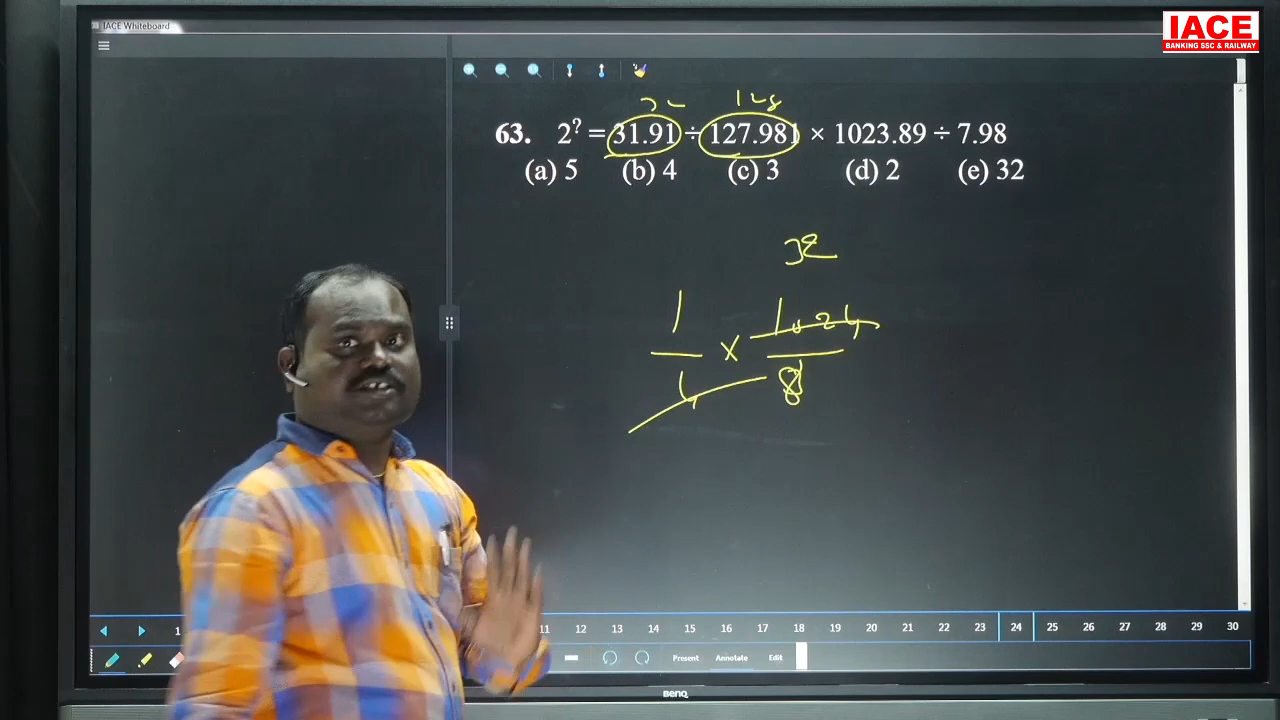 IACE Whiteboard
IACE
BANKING SSC & RAILWAY
32 128
63. 2? = 31.91 ÷ 127.981 × 1023.89 ÷ 7.98
(a) 5 (b) 4 (c) 3 (d) 2 (e) 32
32
1 1024
×
4 8
1 11 12 13 14 15 16 17 18 19 20 21 22 23 24 25 26 27 28 29 30
Present Annotate Edit
BenQ